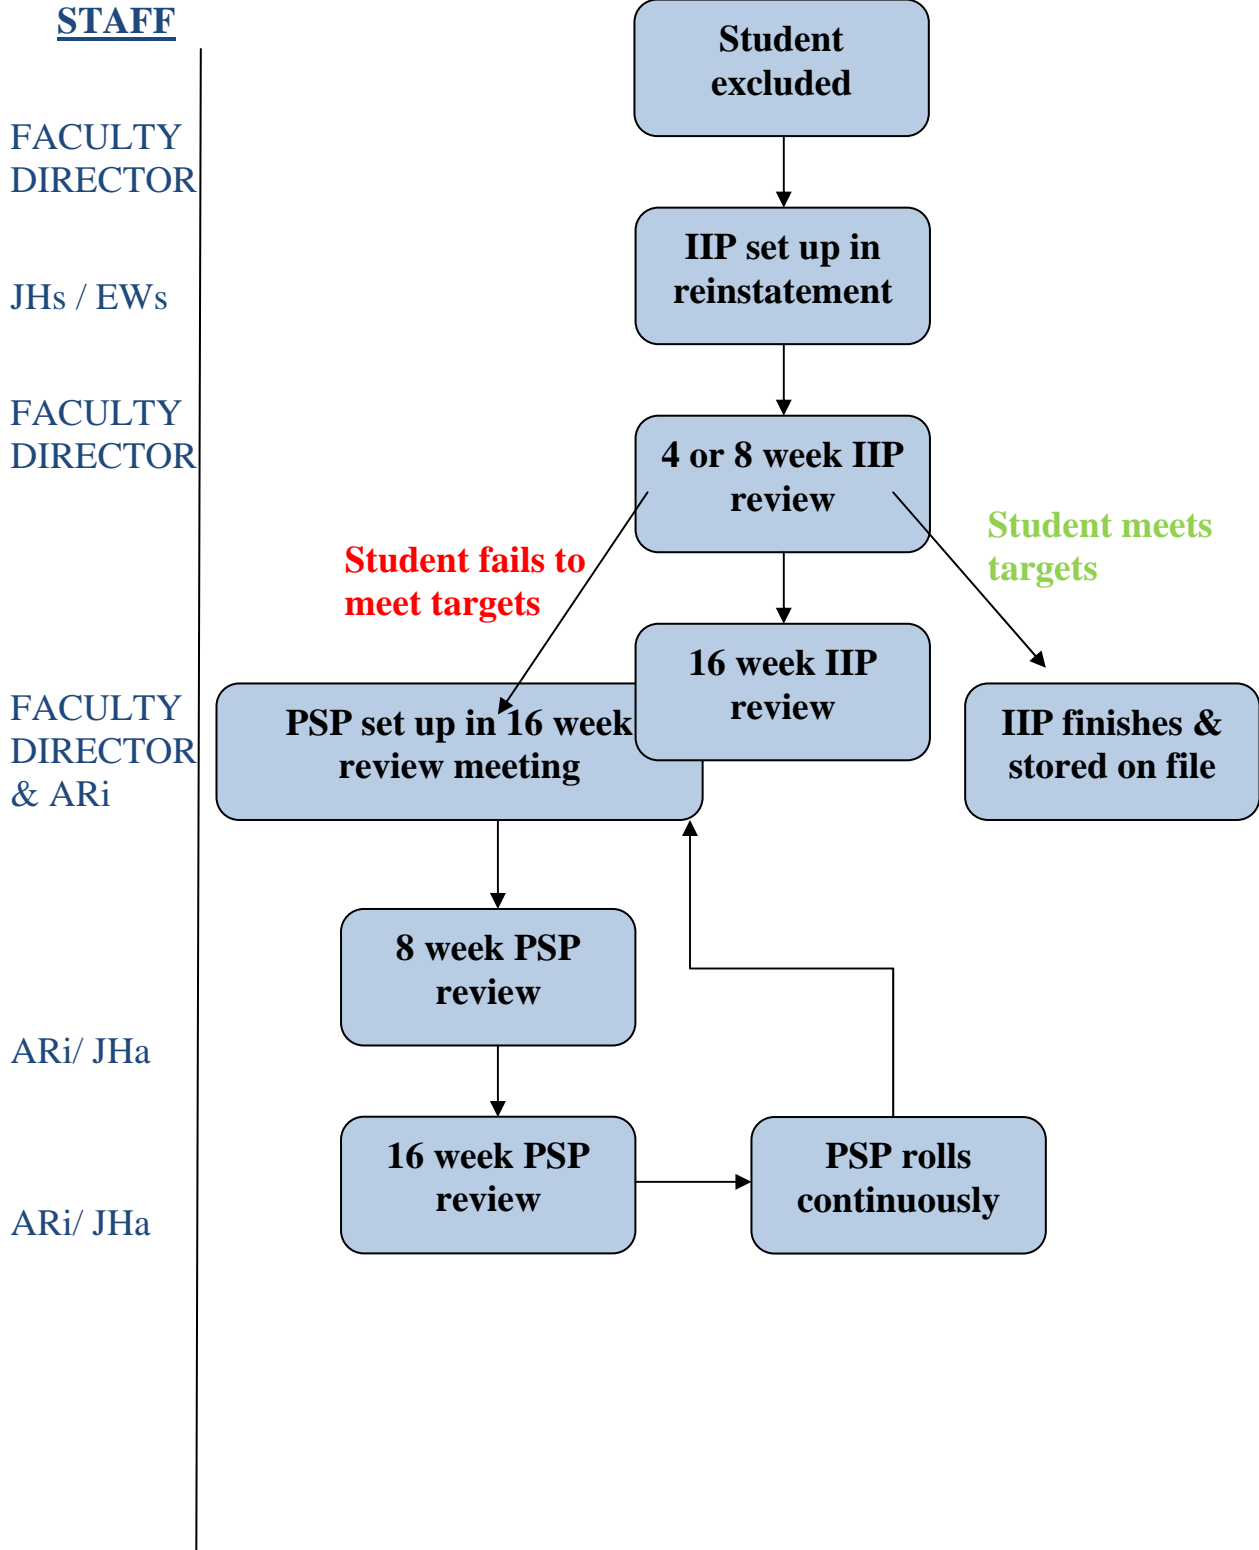 STAFF
Student
excluded
FACULTY
DIRECTOR
IIP set up in
reinstatement
JHs / EWs
FACULTY
DIRECTOR
4 or 8 week IIP
review
Student meets
targets
Student fails to
meet targets
16 week IIP
review
FACULTY
DIRECTOR
& ARi
PSP set up in 16 week
review meeting
IIP finishes &
stored on file
8 week PSP
review
ARi/ JHa
16 week PSP
review
PSP rolls
continuously
ARi/ JHa